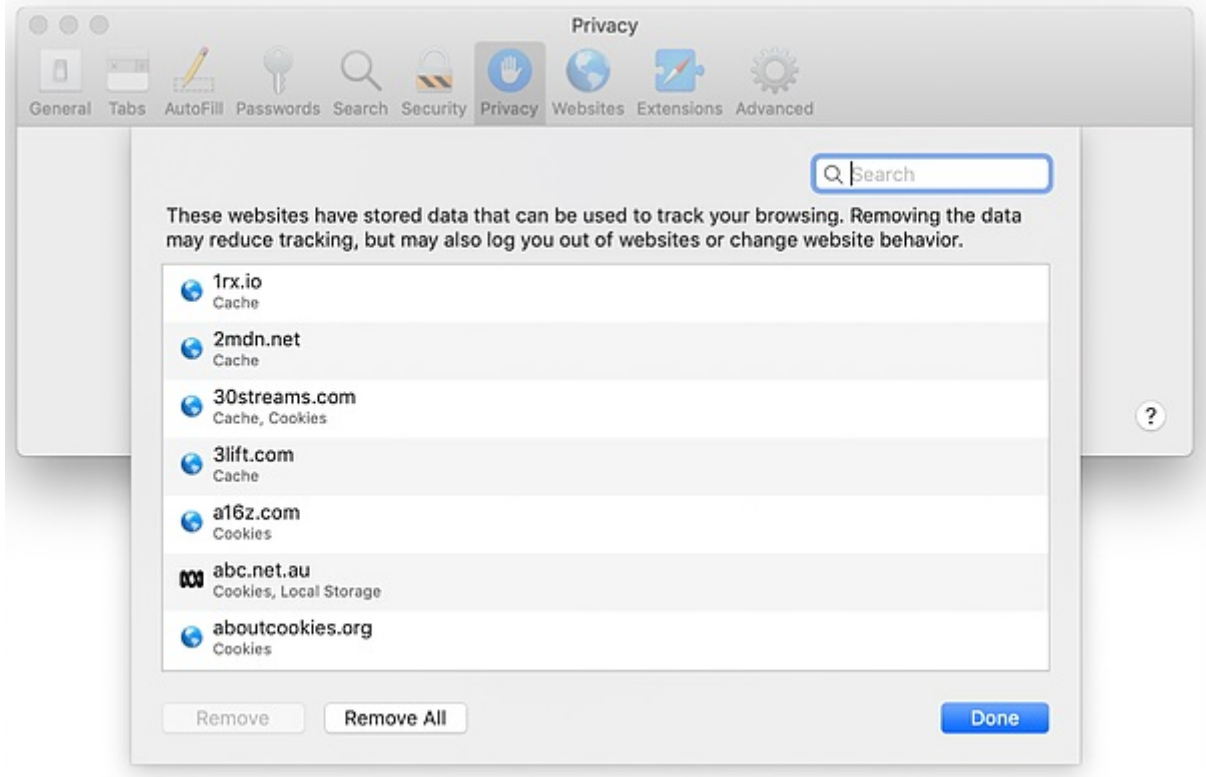 Privacy
General Tabs AutoFill Passwords Search Security Privacy Websites Extensions Advanced
Search
These websites have stored data that can be used to track your browsing. Removing the data
may reduce tracking, but may also log you out of websites or change website behavior.
1rx.io
Cache
2mdn.net
Cache
30streams.com
Cache, Cookies
3lift.com
Cache
?
a16z.com
Cookies
abc.net.au
Cookies, Local Storage
aboutcookies.org
Cookies
Remove Remove All Done